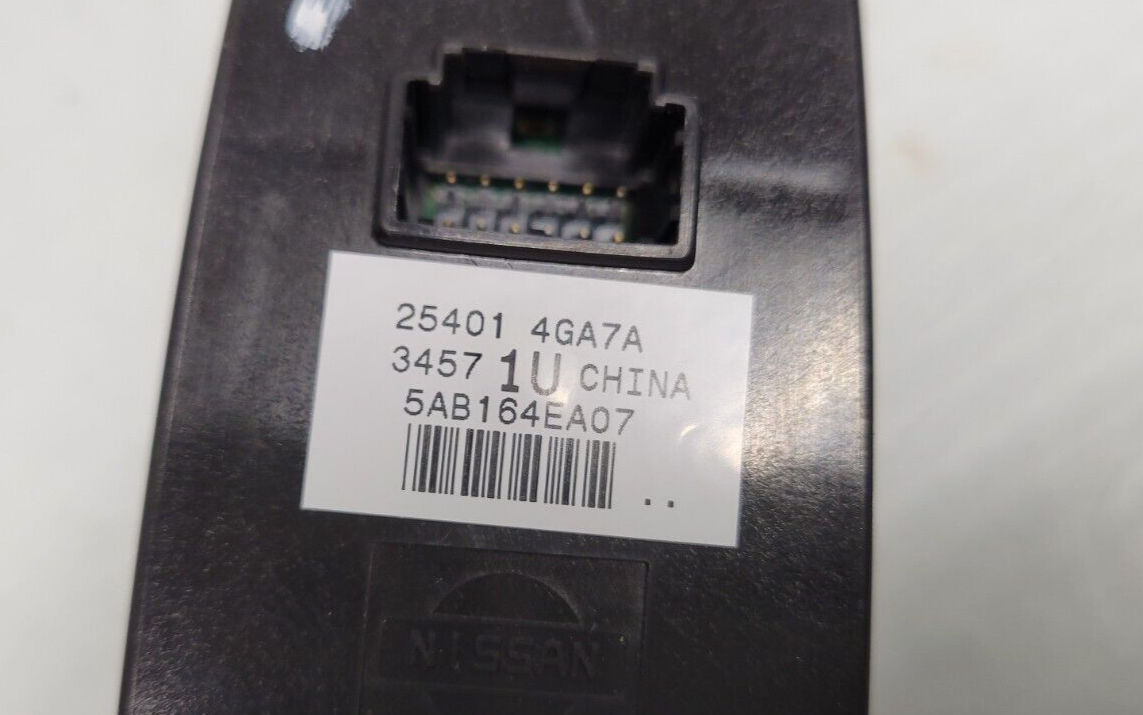 25401 4GA7A
3457 1U CHINA
5AB164EA07
..
NISSAN